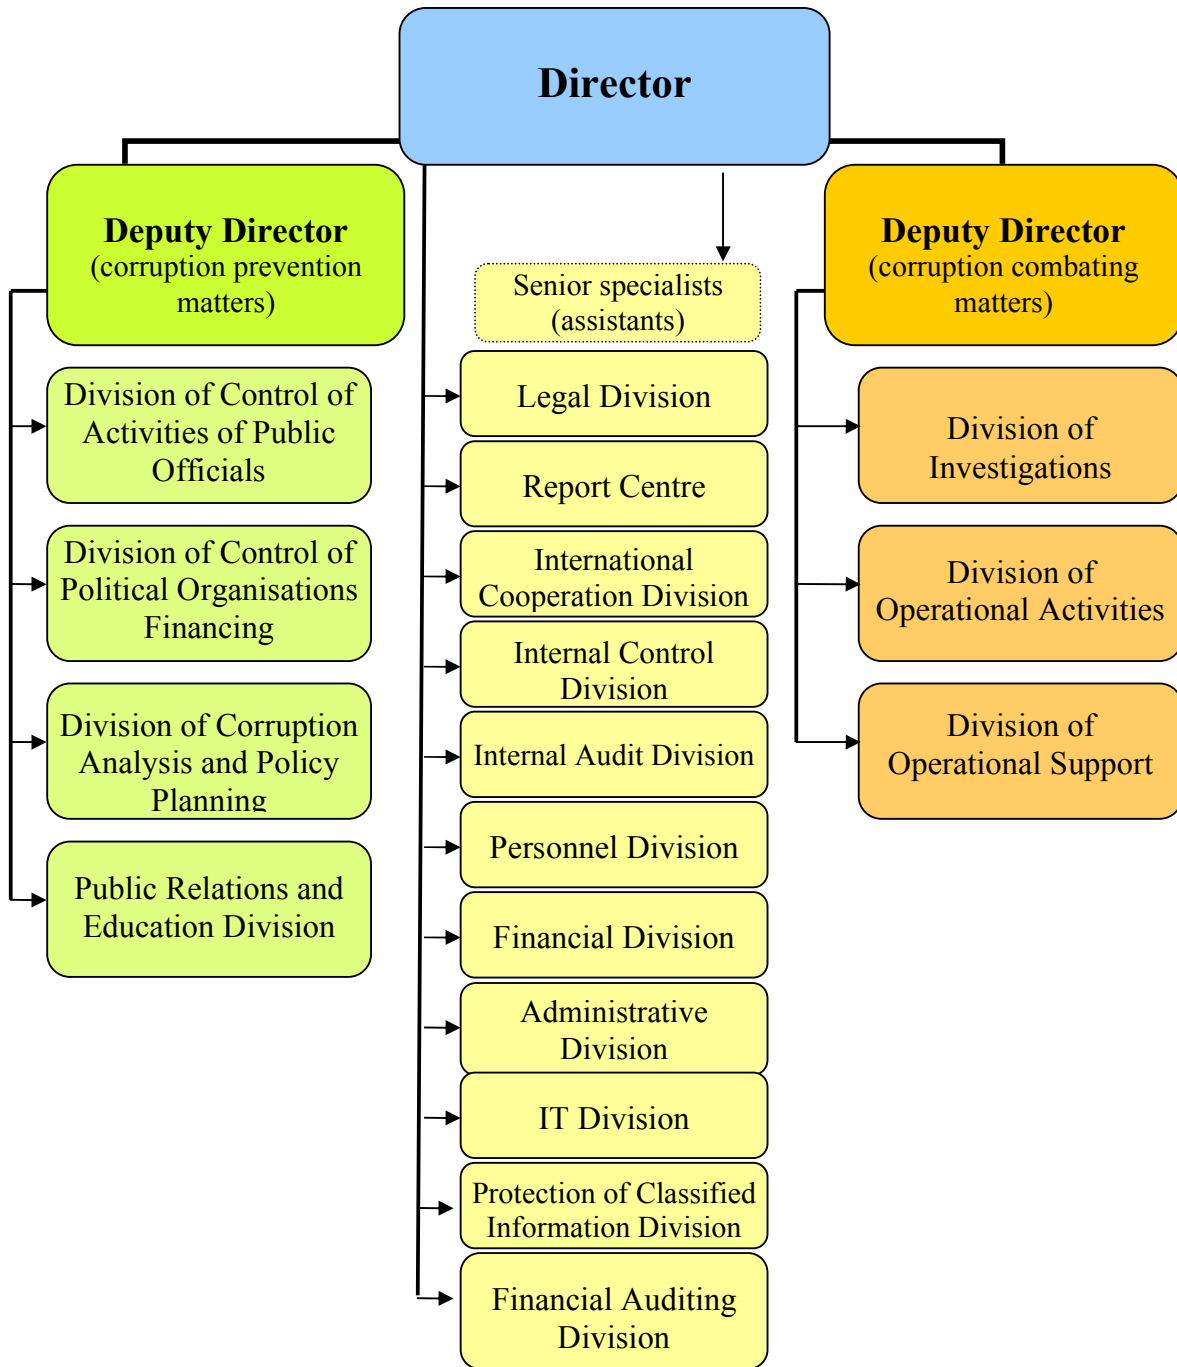 Director
Deputy Director
(corruption prevention
matters)
Division of Control of
Activities of Public
Officials
Division of Control of
Political Organisations
Financing
Division of Corruption
Analysis and Policy
Planning
Public Relations and
Education Division
Senior specialists
(assistants)
Legal Division
Report Centre
International
Cooperation Division
Internal Control
Division
Internal Audit Division
Personnel Division
Financial Division
Administrative
Division
IT Division
Protection of Classified
Information Division
Financial Auditing
Division
Deputy Director
(corruption combating
matters)
Division of
Investigations
Division of
Operational Activities
Division of
Operational Support